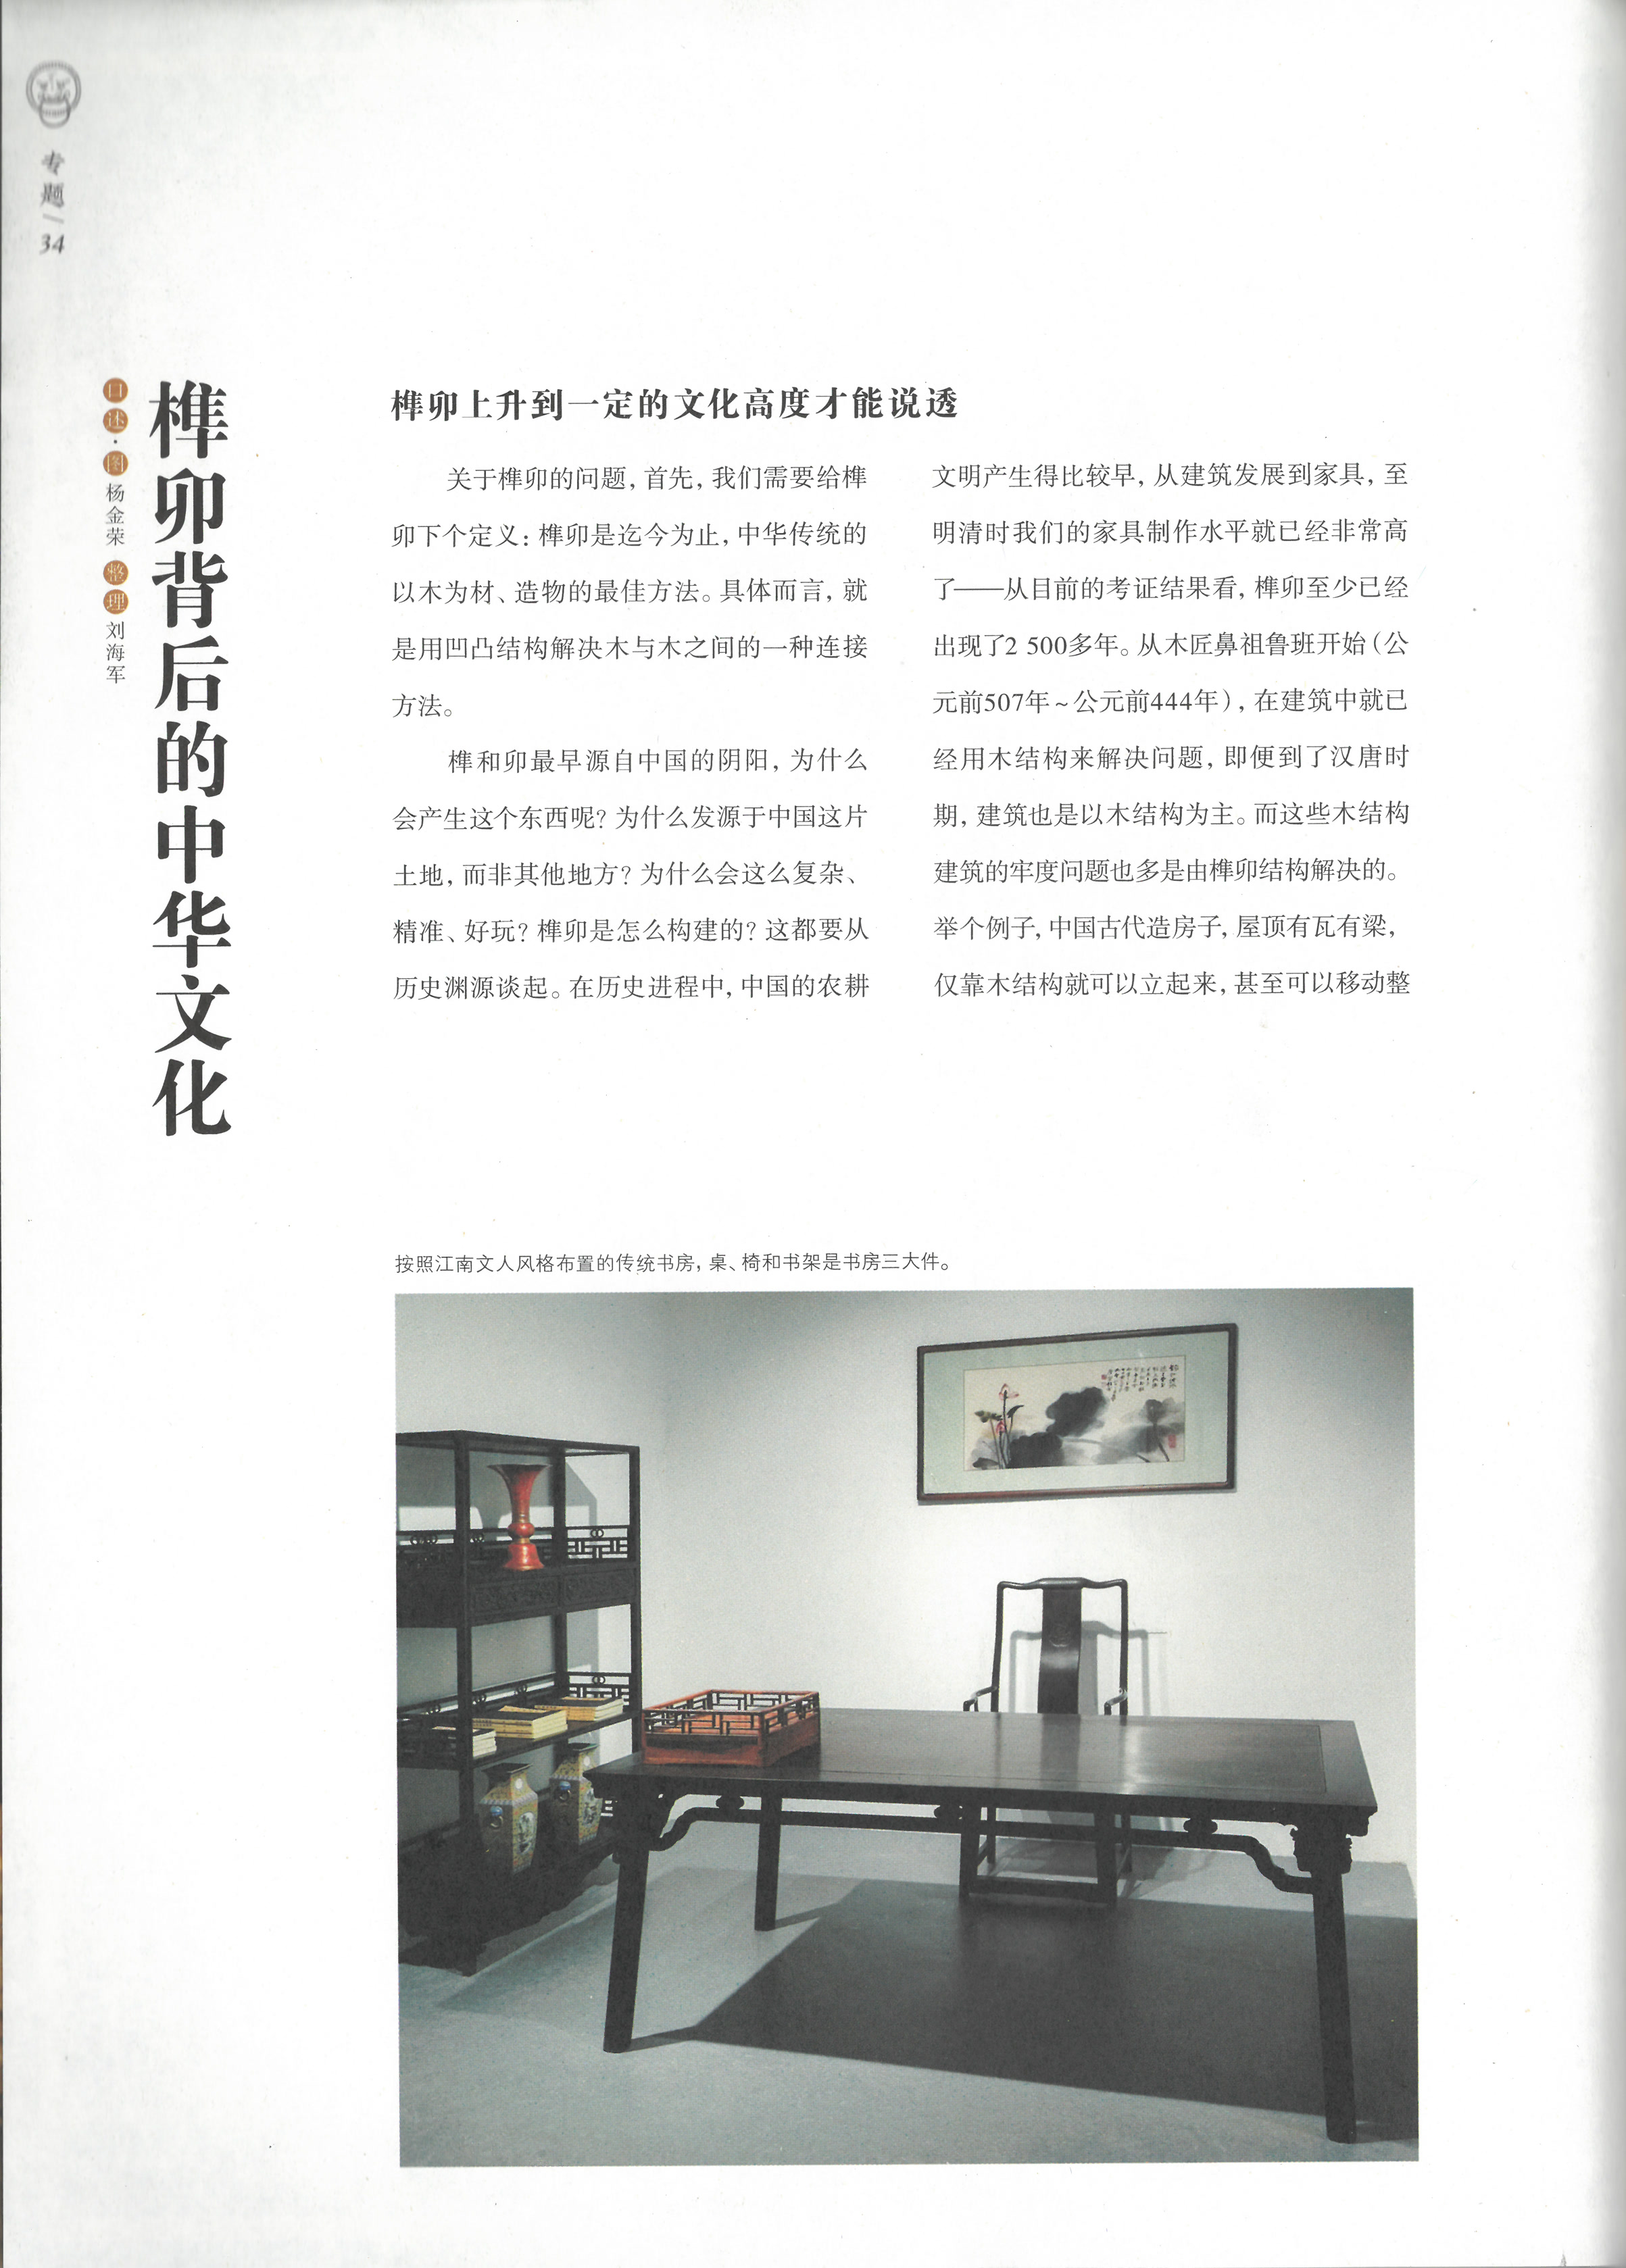 专题/34
榫卯背后的中华文化
口述·图 杨金荣 整理 刘海军
榫卯上升到一定的文化高度才能说透
关于榫卯的问题，首先，我们需要给榫
卯下个定义：榫卯是迄今为止，中华传统的
以木为材、造物的最佳方法。具体而言，就
是用凹凸结构解决木与木之间的一种连接
方法。
榫和卯最早源自中国的阴阳，为什么
会产生这个东西呢？为什么发源于中国这片
土地，而非其他地方？为什么会这么复杂、
精准、好玩？榫卯是怎么构建的？这都要从
历史渊源谈起。在历史进程中，中国的农耕
文明产生得比较早，从建筑发展到家具，至
明清时我们的家具制作水平就已经非常高
了——从目前的考证结果看，榫卯至少已经
出现了2 500多年。从木匠鼻祖鲁班开始（公
元前507年~公元前444年），在建筑中就已
经用木结构来解决问题，即便到了汉唐时
期，建筑也是以木结构为主。而这些木结构
建筑的牢度问题也多是由榫卯结构解决的。
举个例子，中国古代造房子，屋顶有瓦有梁，
仅靠木结构就可以立起来，甚至可以移动整
按照江南文人风格布置的传统书房，桌、椅和书架是书房三大件。